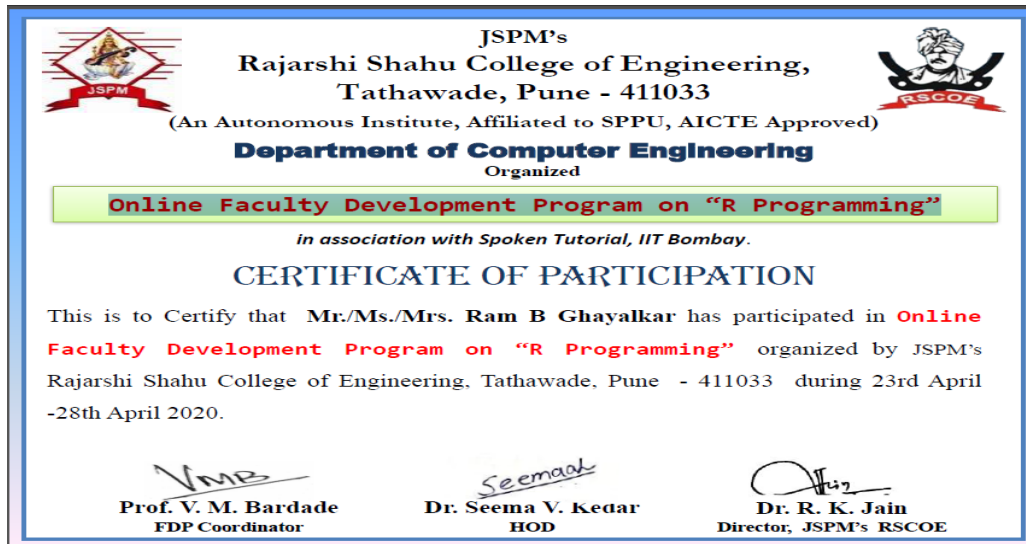 JSPM's
Rajarshi Shahu College of Engineering,
Tathawade, Pune - 411033
JSPM
RSCOE
(An Autonomous Institute, Affiliated to SPPU, AICTE Approved)
Department of Computer Engineering
Organized
Online Faculty Development Program on “R Programming”
in association with Spoken Tutorial, IIT Bombay.
CERTIFICATE OF PARTICIPATION
This is to Certify that Mr./Ms./Mrs. Ram B Ghayalkar has participated in Online
Faculty Development Program on “R Programming” organized by JSPM's
Rajarshi Shahu College of Engineering, Tathawade, Pune - 411033 during 23rd April
-28th April 2020.
VMB
Seemaak
Prof. V. M. Bardade
Dr. Seema V. Kedar
Dr. R. K. Jain
FDP Coordinator
HOD
Director, JSPM's RSCOE